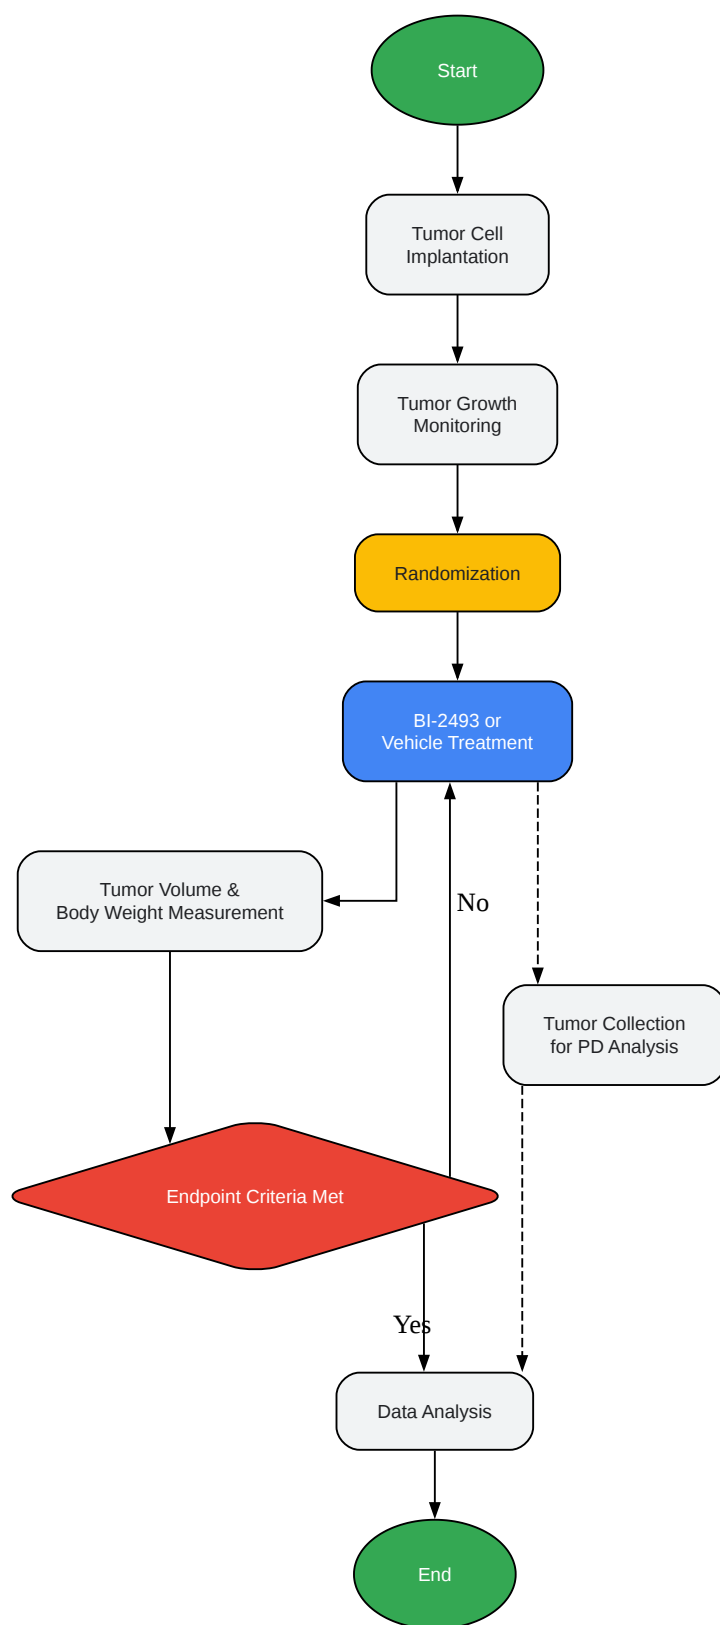 Start
Tumor Cell
Implantation
Tumor Growth
Monitoring
Randomization
BI-2493 or
Vehicle Treatment
Tumor Volume &
Body Weight Measurement
No
Tumor Collection
for PD Analysis
Endpoint Criteria Met
Yes
Data Analysis
End